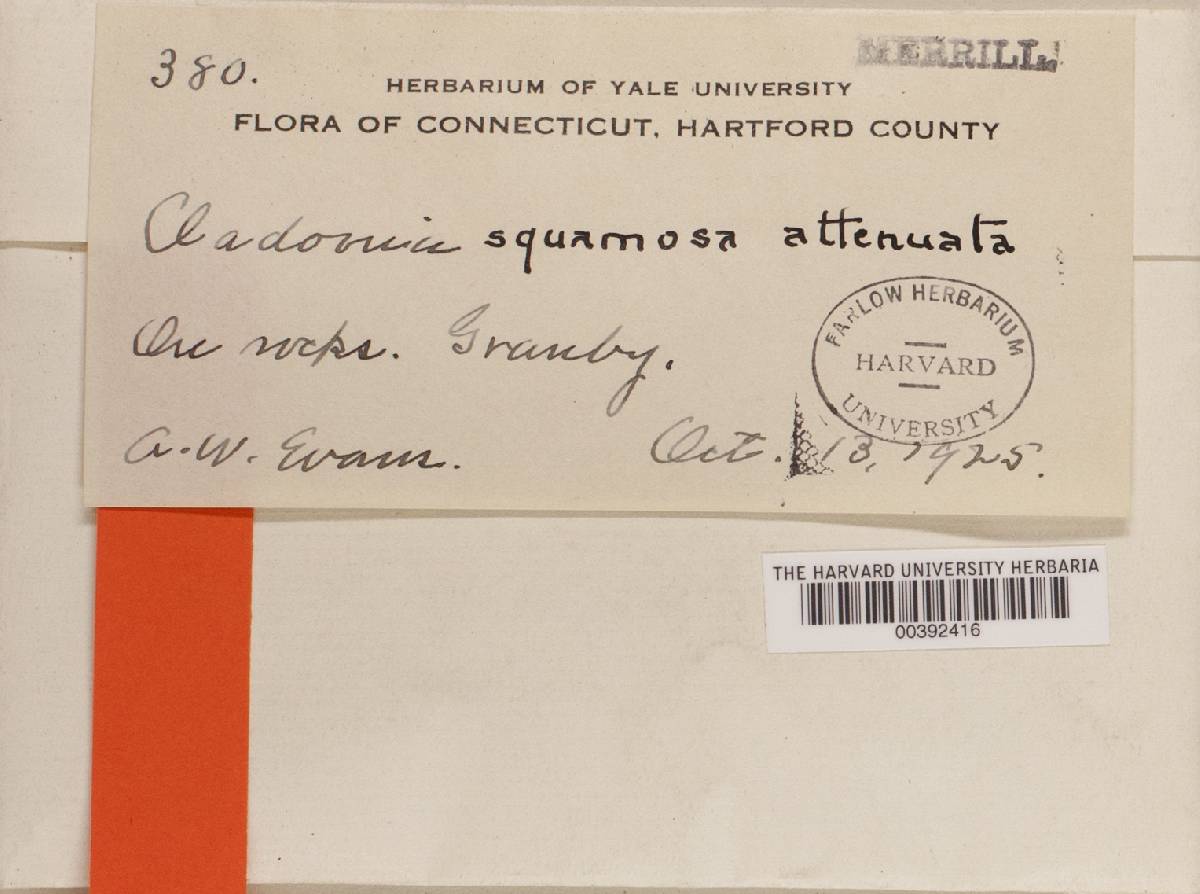 380.
MERRILL
HERBARIUM OF YALE UNIVERSITY
FLORA OF CONNECTICUT, HARTFORD COUNTY
Cladonia squamosa attenuata
On rocks. Granby.
FARLOW HERBARIUM
HARVARD
UNIVERSITY
A. W. Evans.
Oct. 13, 1925.
THE HARVARD UNIVERSITY HERBARIA
00392416